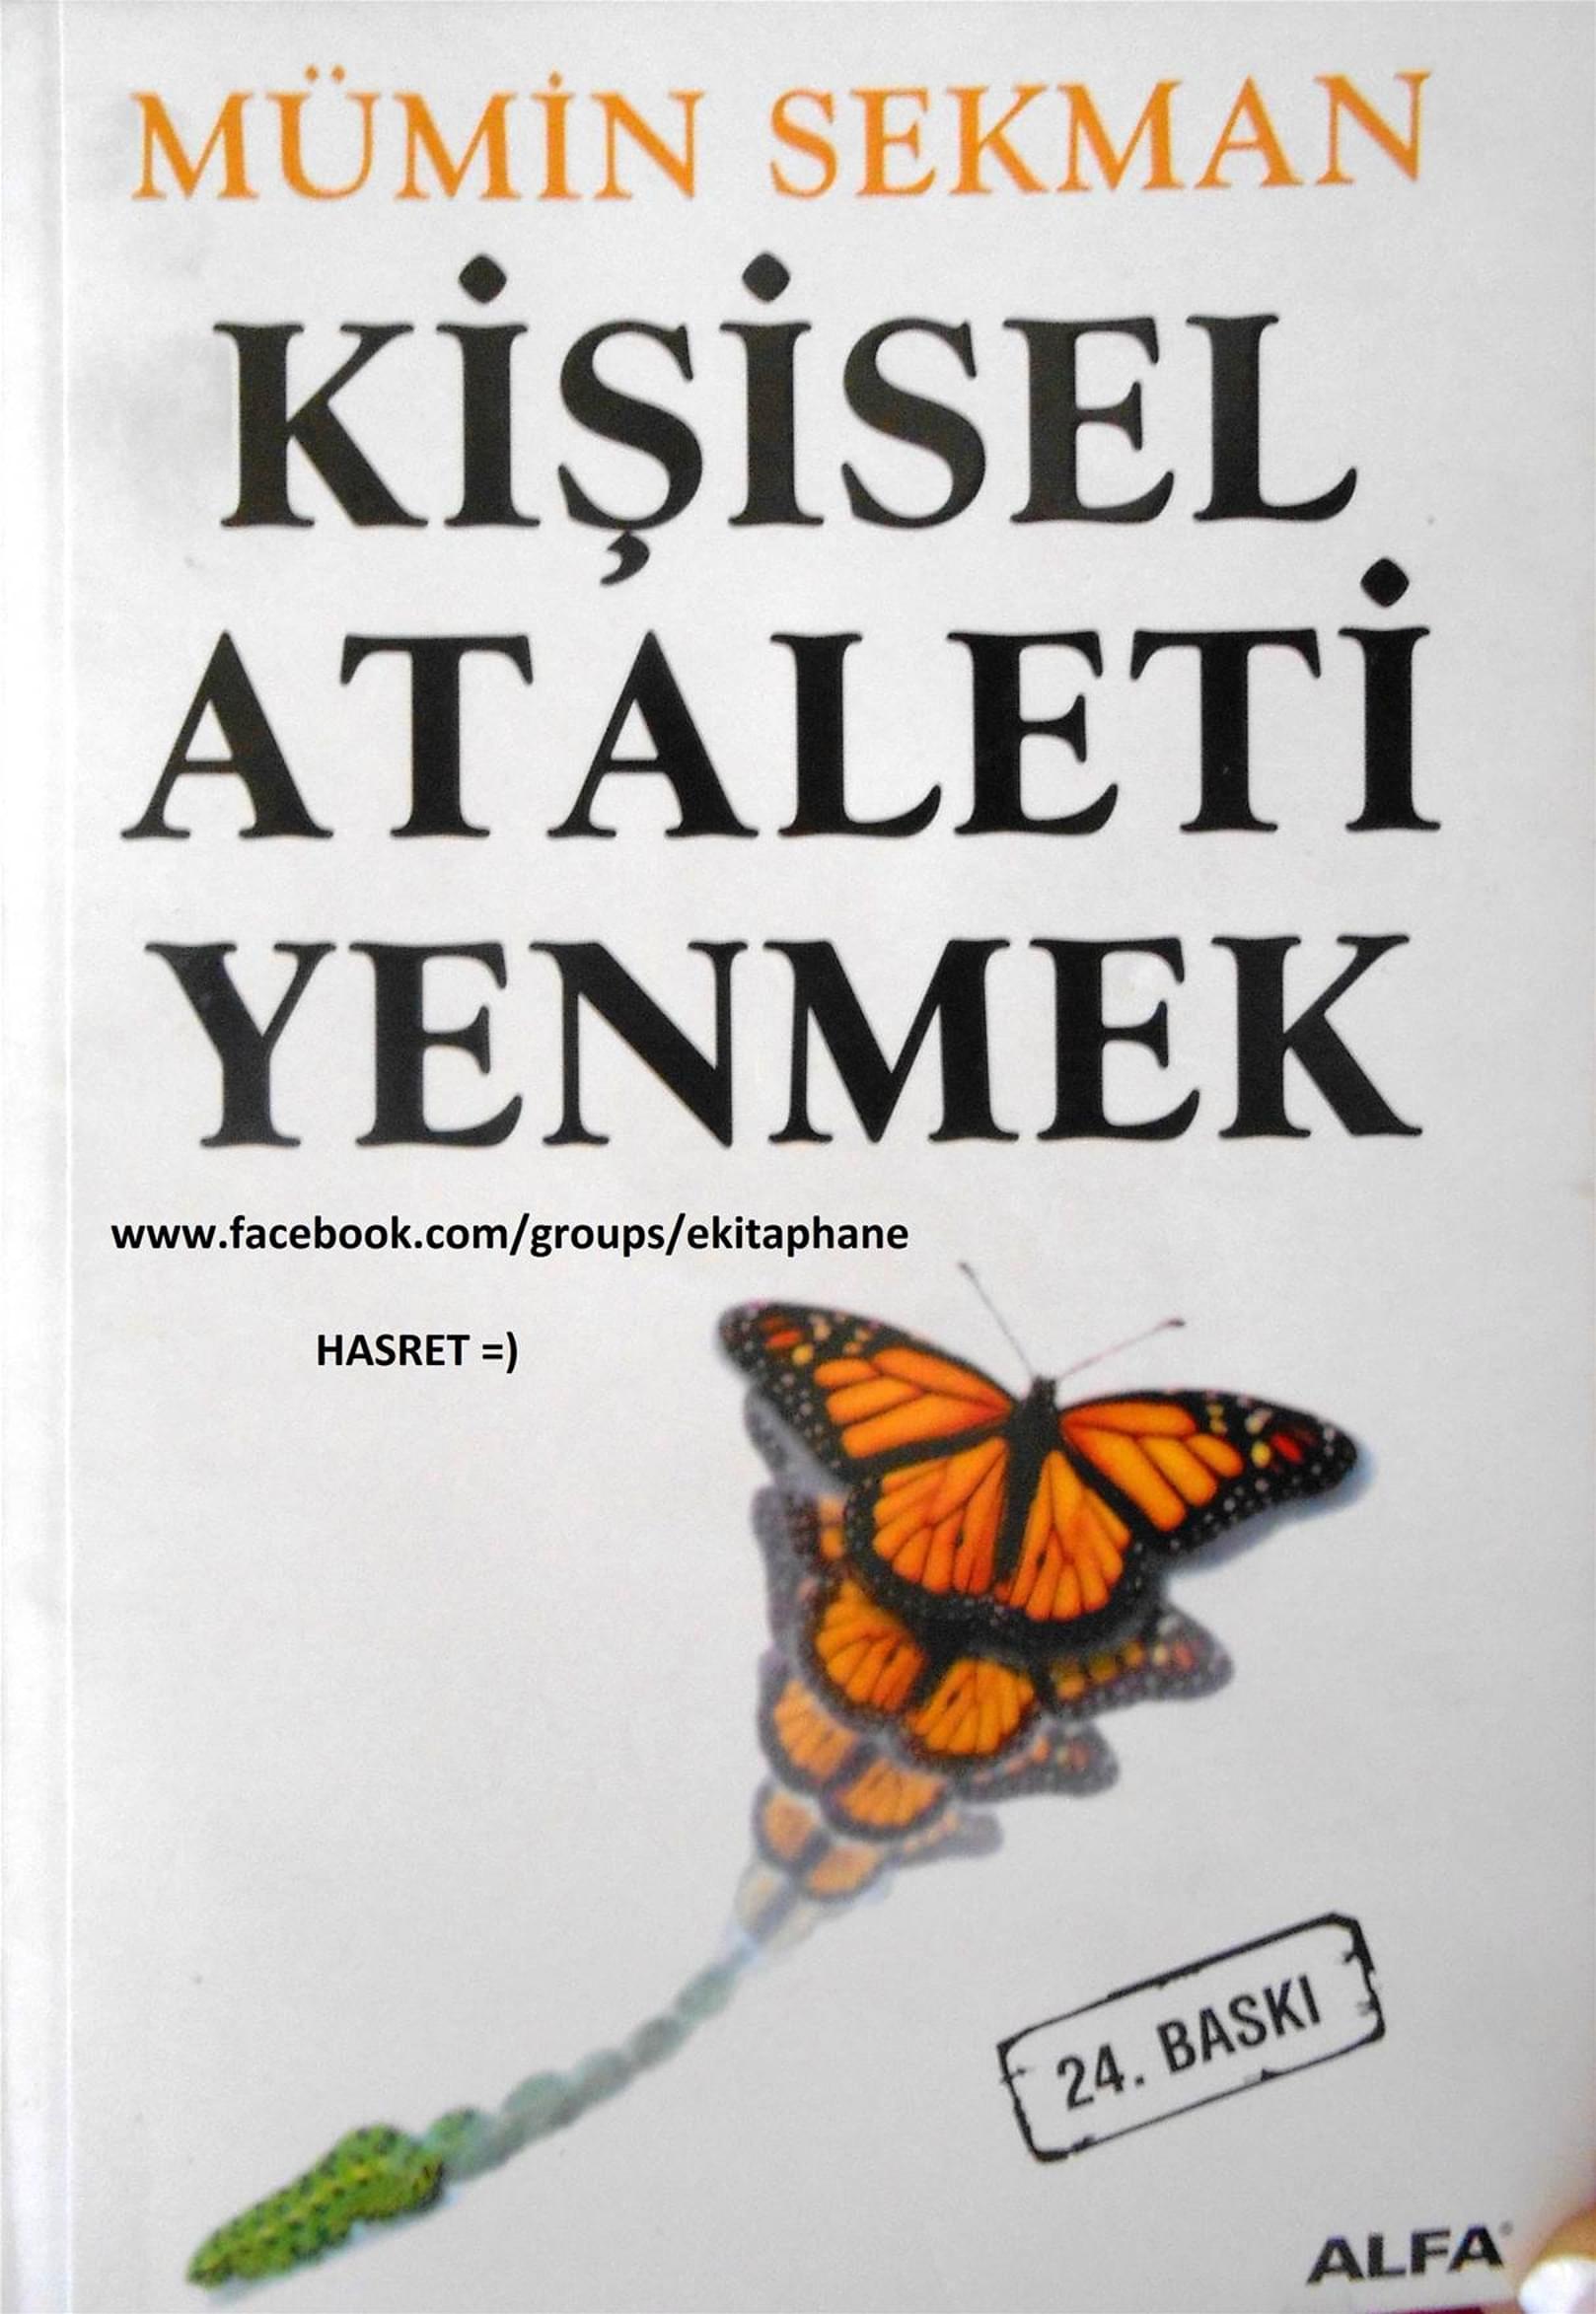 MÜMİN SEKMAN
KİŞİSEL
ATALETİ
YENMEK
www.facebook.com/groups/ekitaphane
HASRET =)
24. BASKI
ALFA®